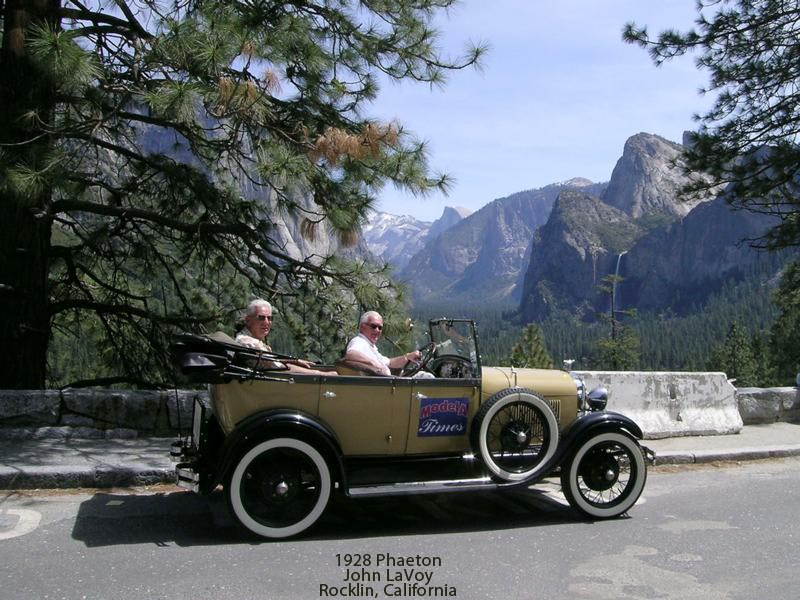 Model A
Times
1928 Phaeton
John LaVoy
Rocklin, California